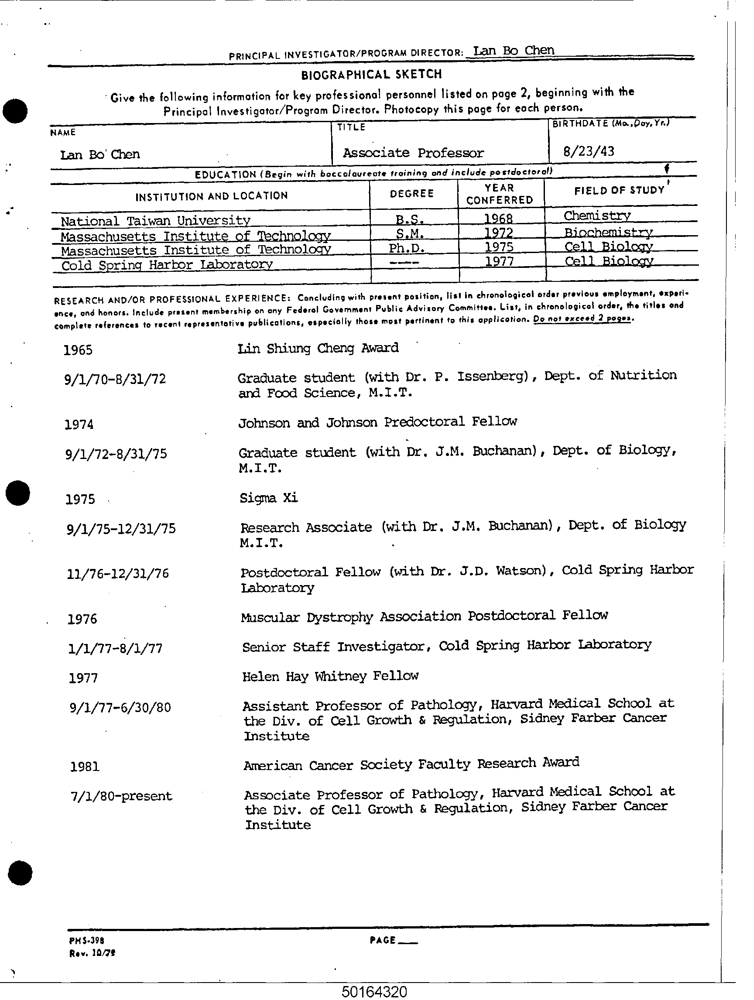 PRINCIPAL INVESTIGATOR/PROGRAM DIRECTOR: Lan Bo Chen
BIOGRAPHICAL SKETCH
Give the following information for key professional personnel listed on page 2, beginning with the
Principal Investigator/Program Director. Photocopy this page for each person.
NAME TITLE BIRTHDATE (Mo., Day, Yr.)
Lan Bo Chen Associate Professor 8/23/43
EDUCATION (Begin with baccalaureate training and include postdoctoral)
INSTITUTION AND LOCATION DEGREE YEAR CONFERRED FIELD OF STUDY
National Taiwan University B.S. 1968 Chemistry
Massachusetts Institute of Technology S.M. 1972 Biochemistry
Massachusetts Institute of Technology Ph.D. 1975 Cell Biology
Cold Spring Harbor Laboratory ---- 1977 Cell Biology
RESEARCH AND/OR PROFESSIONAL EXPERIENCE: Concluding with present position, list in chronological order previous employment, experi-
ence, and honors. Include present membership on any Federal Government Public Advisory Committee. List, in chronological order, the titles and
complete references to recent representative publications, especially those most pertinent to this application. Do not exceed 2 pages.
1965 Lin Shiung Cheng Award
9/1/70-8/31/72 Graduate student (with Dr. P. Issenberg), Dept. of Nutrition
and Food Science, M.I.T.
1974 Johnson and Johnson Predoctoral Fellow
9/1/72-8/31/75 Graduate student (with Dr. J.M. Buchanan), Dept. of Biology,
M.I.T.
1975 Sigma Xi
9/1/75-12/31/75 Research Associate (with Dr. J.M. Buchanan), Dept. of Biology
M.I.T.
11/76-12/31/76 Postdoctoral Fellow (with Dr. J.D. Watson), Cold Spring Harbor
Laboratory
1976 Muscular Dystrophy Association Postdoctoral Fellow
1/1/77-8/1/77 Senior Staff Investigator, Cold Spring Harbor Laboratory
1977 Helen Hay Whitney Fellow
9/1/77-6/30/80 Assistant Professor of Pathology, Harvard Medical School at
the Div. of Cell Growth & Regulation, Sidney Farber Cancer
Institute
1981 American Cancer Society Faculty Research Award
7/1/80-present Associate Professor of Pathology, Harvard Medical School at
the Div. of Cell Growth & Regulation, Sidney Farber Cancer
Institute
PHS-398 PAGE
Rev. 10/79
50164320